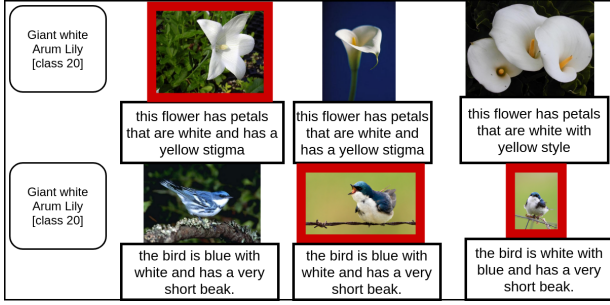 Giant white
Arum Lily
[class 20]
this flower has petals
that are white and has a
yellow stigma
this flower has petals
that are white and
has a yellow stigma
this flower has petals
that are white with
yellow style
Giant white
Arum Lily
[class 20]
the bird is blue with
white and has a very
short beak.
the bird is blue with
white and has a very
short beak.
the bird is white with
blue and has a very
short beak.